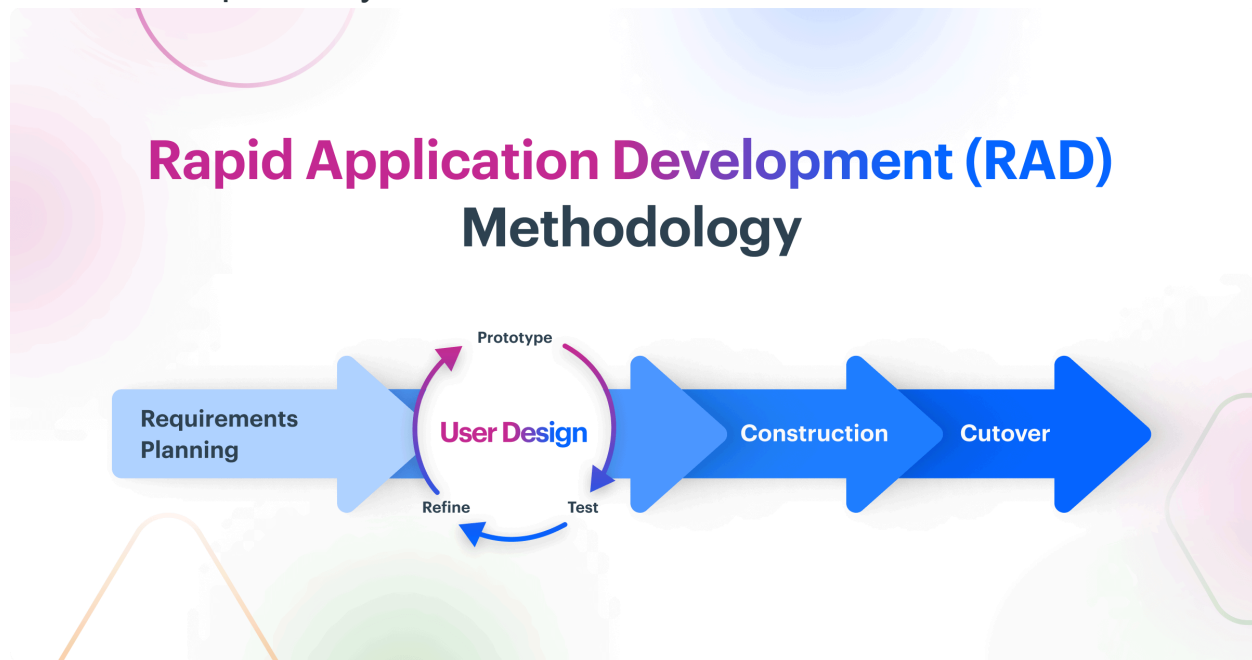 Rapid Application Development (RAD)
Methodology
Prototype
Requirements
Planning
User Design
Construction
Cutover
Refine
Test